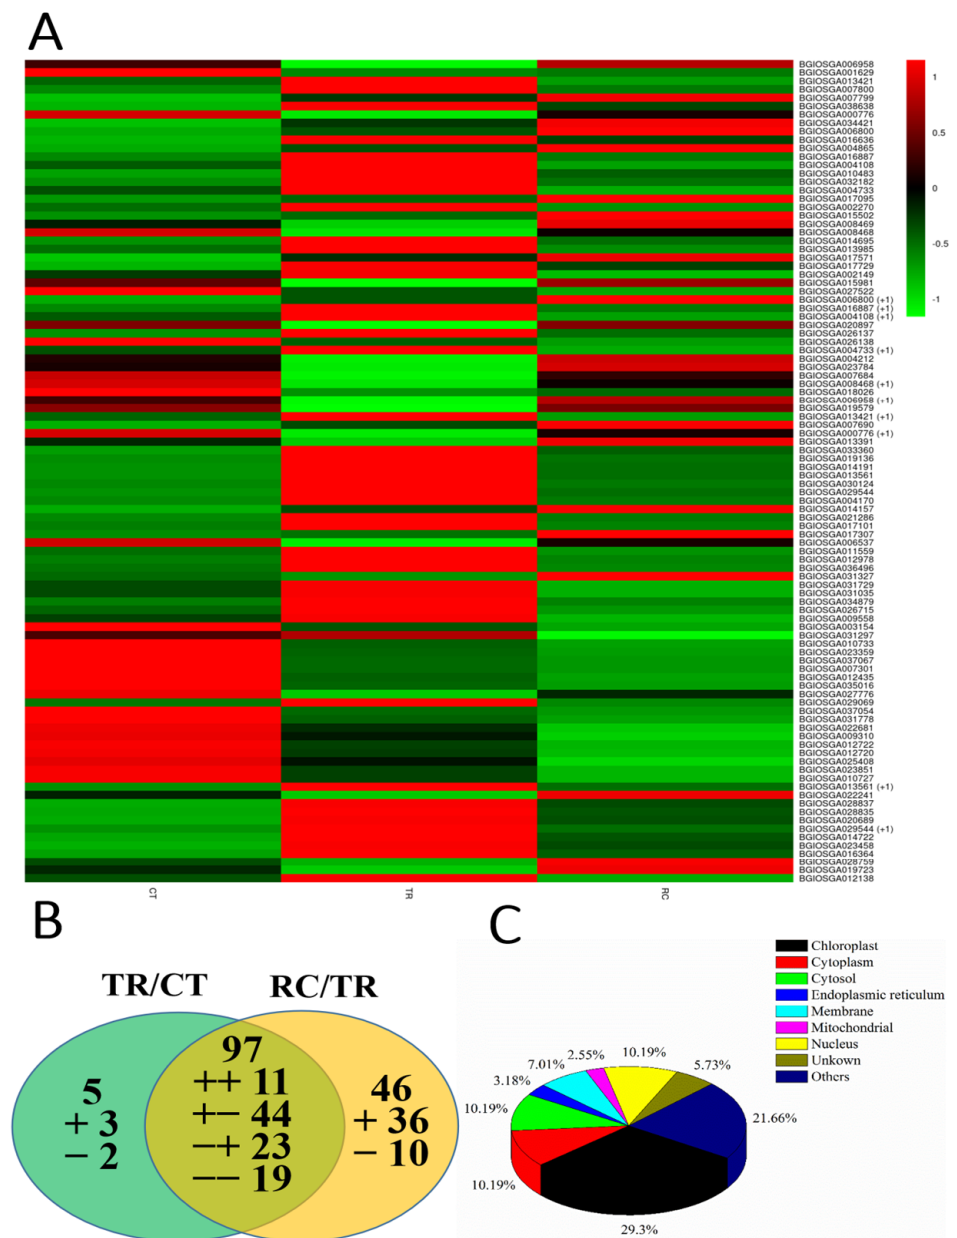 A
BGIOSGA006958
BGIOSGA001629
BGIOSGA013421
BGIOSGA007800
BGIOSGA007799
BGIOSGA038638
BGIOSGA000776
BGIOSGA034421
BGIOSGA006800
BGIOSGA016636
BGIOSGA004865
BGIOSGA016887
BGIOSGA004108
BGIOSGA010483
BGIOSGA032182
BGIOSGA004733
BGIOSGA017095
BGIOSGA002270
BGIOSGA015502
BGIOSGA008469
BGIOSGA008468
BGIOSGA014695
BGIOSGA013985
BGIOSGA017571
BGIOSGA017729
BGIOSGA002149
BGIOSGA015981
BGIOSGA027522
BGIOSGA006800 (+1)
BGIOSGA016887 (+1)
BGIOSGA004108 (+1)
BGIOSGA020897
BGIOSGA026137
BGIOSGA026138
BGIOSGA004733 (+1)
BGIOSGA004212
BGIOSGA023784
BGIOSGA007684
BGIOSGA008468 (+1)
BGIOSGA018026
BGIOSGA006958 (+1)
BGIOSGA019579
BGIOSGA013421 (+1)
BGIOSGA007690
BGIOSGA000776 (+1)
BGIOSGA013391
BGIOSGA033360
BGIOSGA019136
BGIOSGA014191
BGIOSGA013561
BGIOSGA030124
BGIOSGA029544
BGIOSGA004170
BGIOSGA014157
BGIOSGA021286
BGIOSGA017101
BGIOSGA017307
BGIOSGA006537
BGIOSGA011559
BGIOSGA012978
BGIOSGA036496
BGIOSGA031327
BGIOSGA031729
BGIOSGA031035
BGIOSGA034879
BGIOSGA026715
BGIOSGA009558
BGIOSGA003154
BGIOSGA031297
BGIOSGA010733
BGIOSGA023359
BGIOSGA037067
BGIOSGA007301
BGIOSGA012435
BGIOSGA035016
BGIOSGA027776
BGIOSGA029069
BGIOSGA037054
BGIOSGA031778
BGIOSGA022681
BGIOSGA009310
BGIOSGA012722
BGIOSGA012720
BGIOSGA025408
BGIOSGA023851
BGIOSGA010727
BGIOSGA013561 (+1)
BGIOSGA022241
BGIOSGA028837
BGIOSGA028835
BGIOSGA020689
BGIOSGA029544 (+1)
BGIOSGA014722
BGIOSGA023458
BGIOSGA016364
BGIOSGA028759
BGIOSGA019723
BGIOSGA012138
1
0.5
0
-0.5
-1
CT
TR
RC
B
TR/CT
RC/TR
5
+ 3
− 2
97
++ 11
+− 44
−+ 23
−− 19
46
+ 36
− 10
C
Chloroplast
Cytoplasm
Cytosol
Endoplasmic reticulum
Membrane
Mitochondrial
Nucleus
Unkown
Others
3.18%
7.01%
2.55%
10.19%
5.73%
10.19%
21.66%
10.19%
29.3%